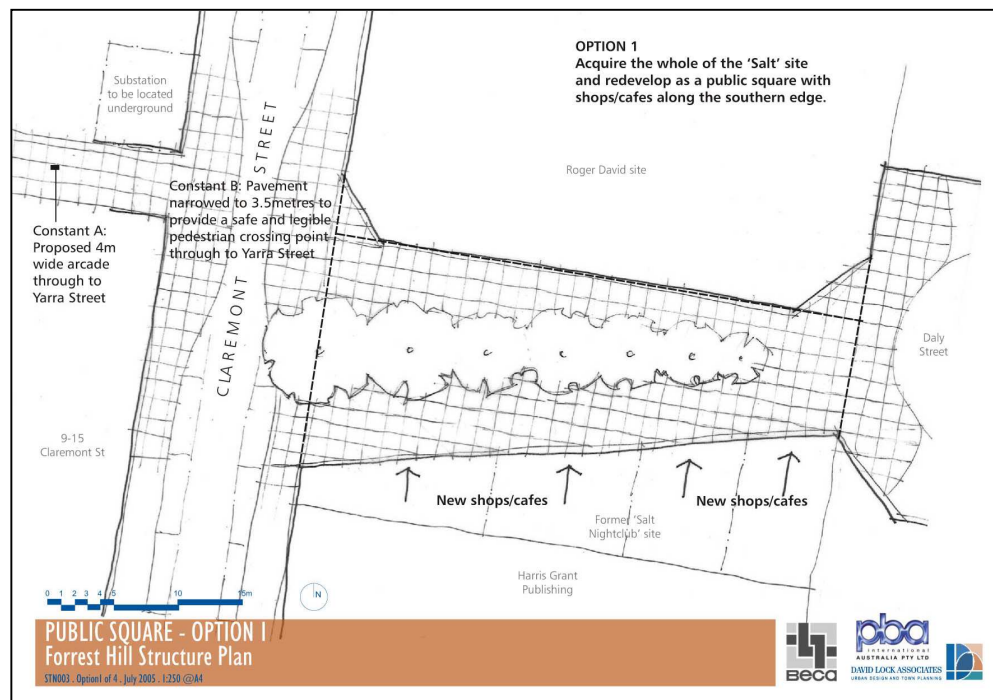 OPTION 1
Acquire the whole of the ‘Salt’ site
and redevelop as a public square with
shops/cafes along the southern edge.
Substation
to be located
underground
CLAREMONT STREET
Roger David site
Constant B: Pavement
narrowed to 3.5metres to
provide a safe and legible
pedestrian crossing point
through to Yarra Street
Constant A:
Proposed 4m
wide arcade
through to
Yarra Street
Daly
Street
9-15
Claremont St
New shops/cafes
New shops/cafes
Former ‘Salt
Nightclub’ site
Harris Grant
Publishing
0 1 2 3 4 5 10 15m
N
PUBLIC SQUARE - OPTION 1
Forrest Hill Structure Plan
STN003 . Option1 of 4 . July 2005 . 1:250 @A4
Beca
pba
international
AUSTRALIA PTY LTD
DAVID LOCK ASSOCIATES
URBAN DESIGN AND TOWN PLANNING